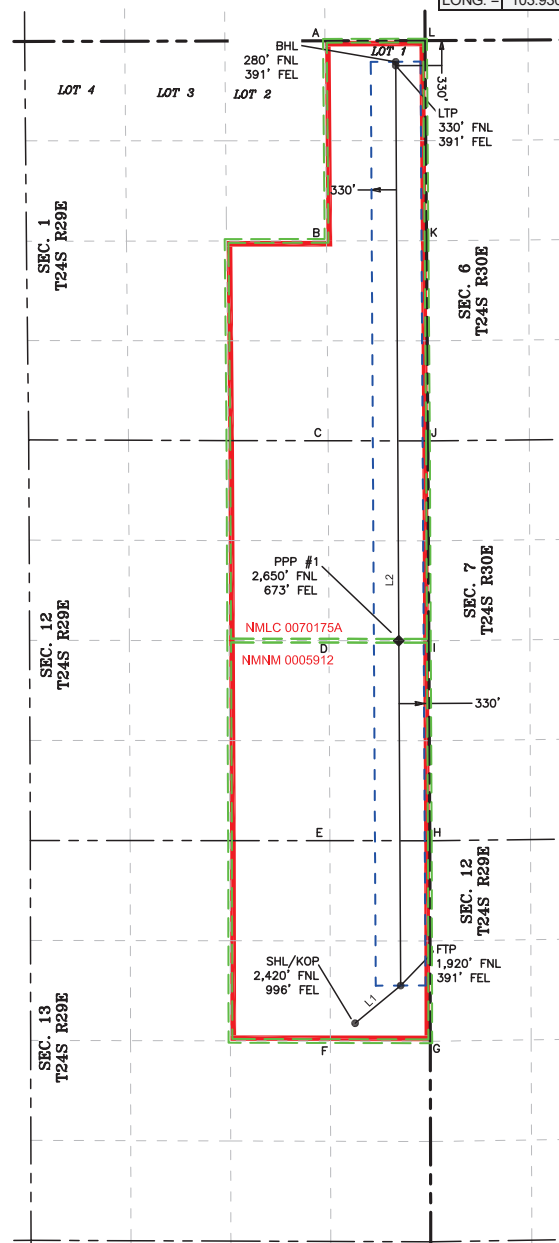 LONG. =
A
L
BHL
280' FNL
391' FEL
LOT 1
LOT 4
LOT 3
LOT 2
330'
LTP
330' FNL
391' FEL
330'
SEC. 1
T24S R29E
B
K
SEC. 6
T24S R30E
C
J
PPP #1
2,650' FNL
673' FEL
L2
SEC. 7
T24S R30E
NMLC 0070175A
D
I
NMNM 0005912
SEC. 12
T24S R29E
330'
E
H
SEC. 12
T24S R29E
SHL/KOP
2,420' FNL
996' FEL
FTP
1,920' FNL
391' FEL
L1
SEC. 13
T24S R29E
F
G